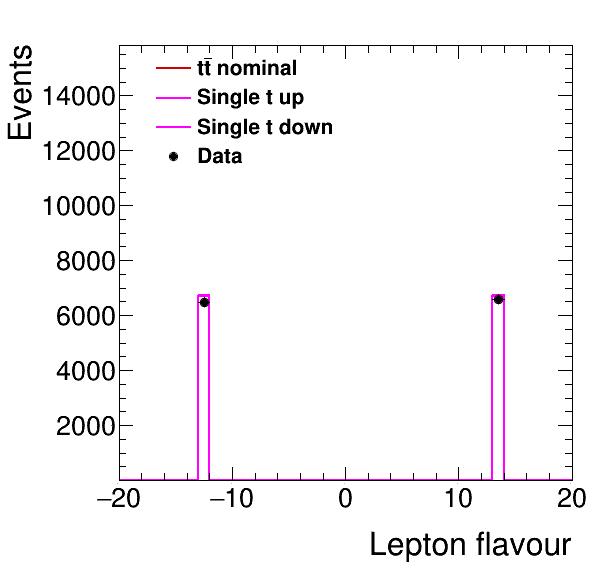 Events
tt̄ nominal
Single t up
Single t down
Data
14000
12000
10000
8000
6000
4000
2000
−20 −10 0 10 20
Lepton flavour